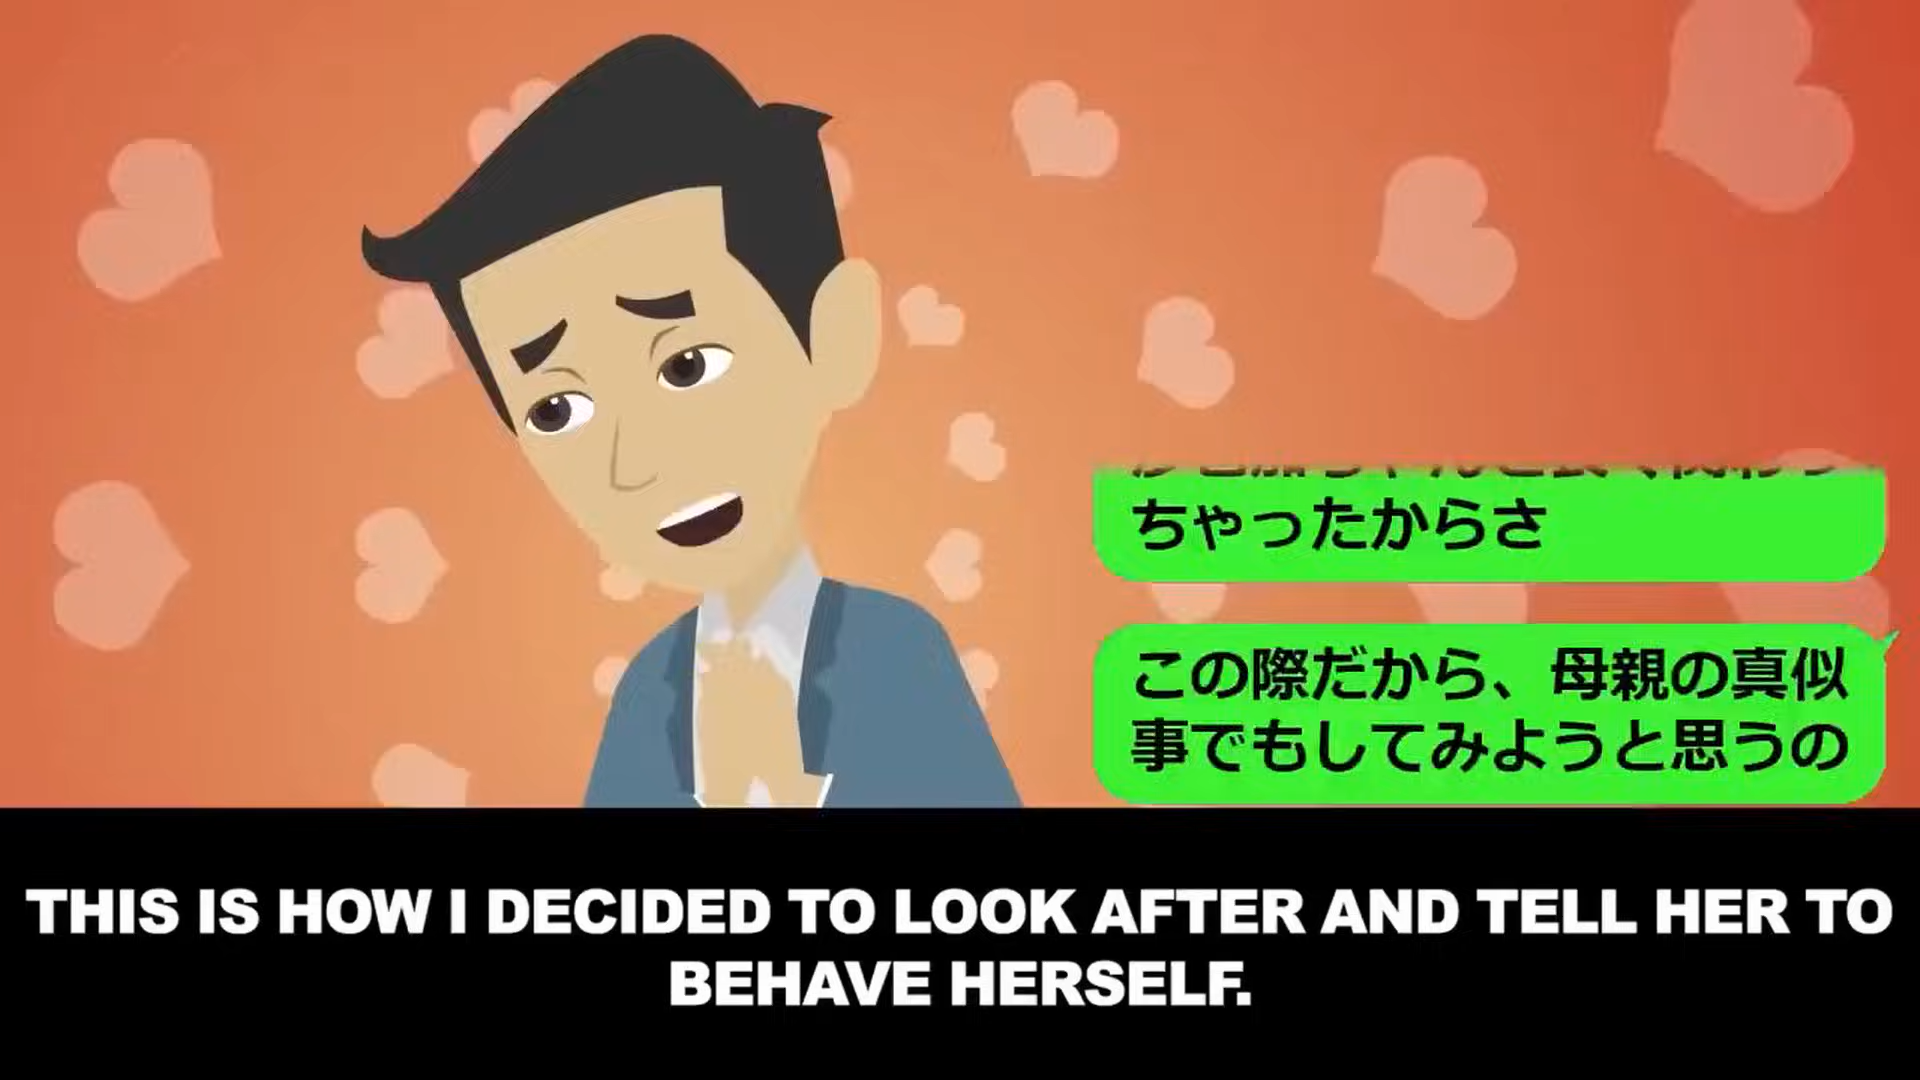 ちゃったからさ
この際だから、母親の真似
事でもしてみようと思うの
THIS IS HOW I DECIDED TO LOOK AFTER AND TELL HER TO
BEHAVE HERSELF.